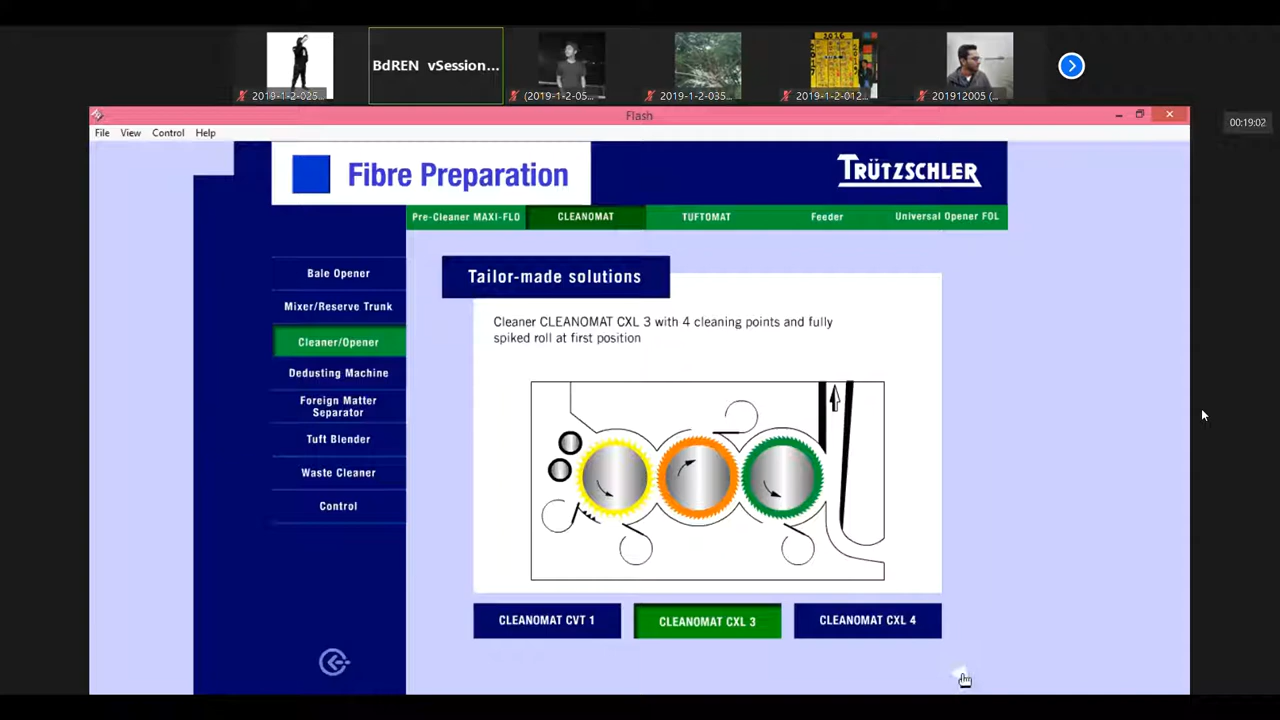 BdREN vSession...
2019-1-2-025...
(2019-1-2-05...
2019-1-2-035...
2019-1-2-012...
201912005 (...
Flash
00:19:02
File View Control Help
Fibre Preparation
TRÜTZSCHLER
Pre-Cleaner MAXI-FLO CLEANOMAT TUFTOMAT Feeder Universal Opener FOL
Bale Opener
Mixer/Reserve Trunk
Cleaner/Opener
Dedusting Machine
Foreign Matter
Separator
Tuft Blender
Waste Cleaner
Control
Tailor-made solutions
Cleaner CLEANOMAT CXL 3 with 4 cleaning points and fully
spiked roll at first position
CLEANOMAT CVT 1 CLEANOMAT CXL 3 CLEANOMAT CXL 4